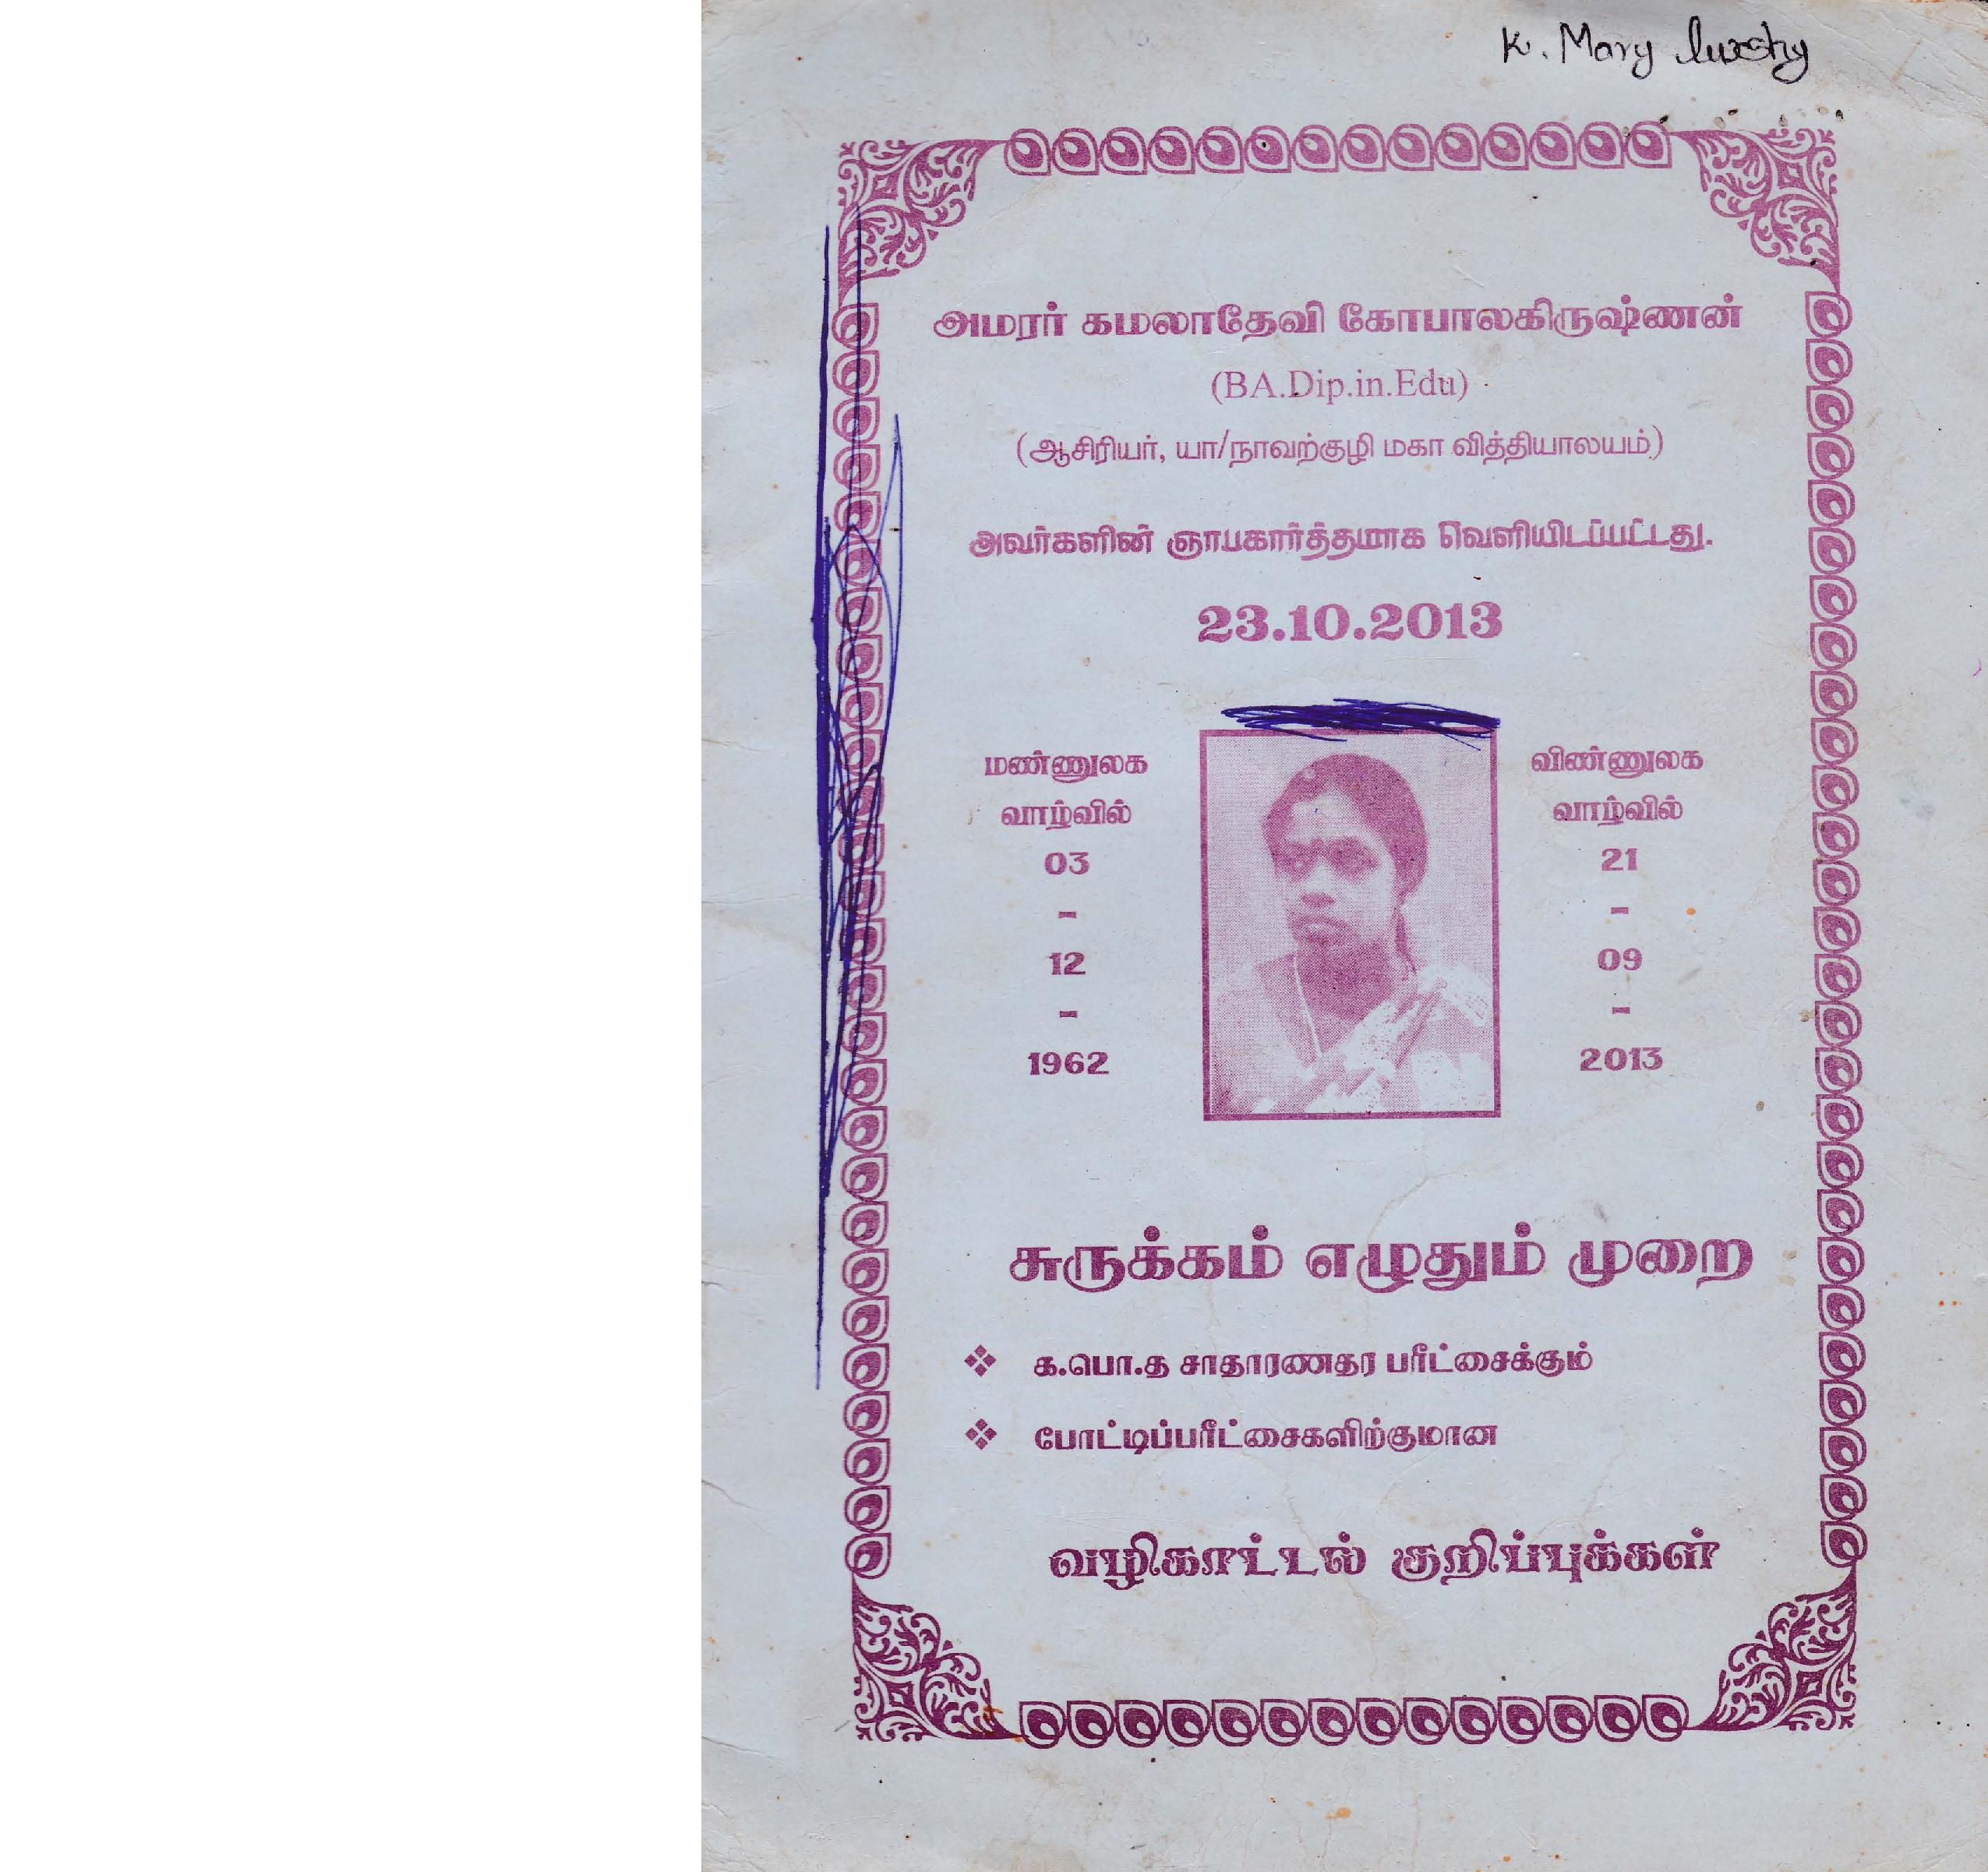 K. Mary luxshy
அமரர் கமலாதேவி கோபாலகிருஷ்ணன்
(BA.Dip.in.Edu)
(ஆசிரியர், யா/நாவற்குழி மகா வித்தியாலயம்)
அவர்களின் ஞாபகார்த்தமாக வெளியிடப்பட்டது.
23.10.2013
மண்ணுலக
வாழ்வில்
03
-
12
-
1962
விண்ணுலக
வாழ்வில்
21
-
09
-
2013
சுருக்கம் எழுதும் முறை
❖ க.பொ.த சாதாரணதர பரீட்சைக்கும்
❖ போட்டிப்பரீட்சைகளிற்குமான
வழிகாட்டல் குறிப்புக்கள்